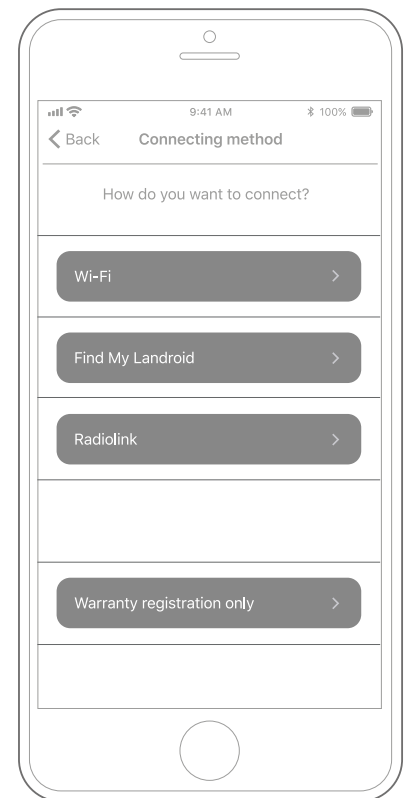 9:41 AM 100%
Back Connecting method
How do you want to connect?
Wi-Fi
Find My Landroid
Radiolink
Warranty registration only